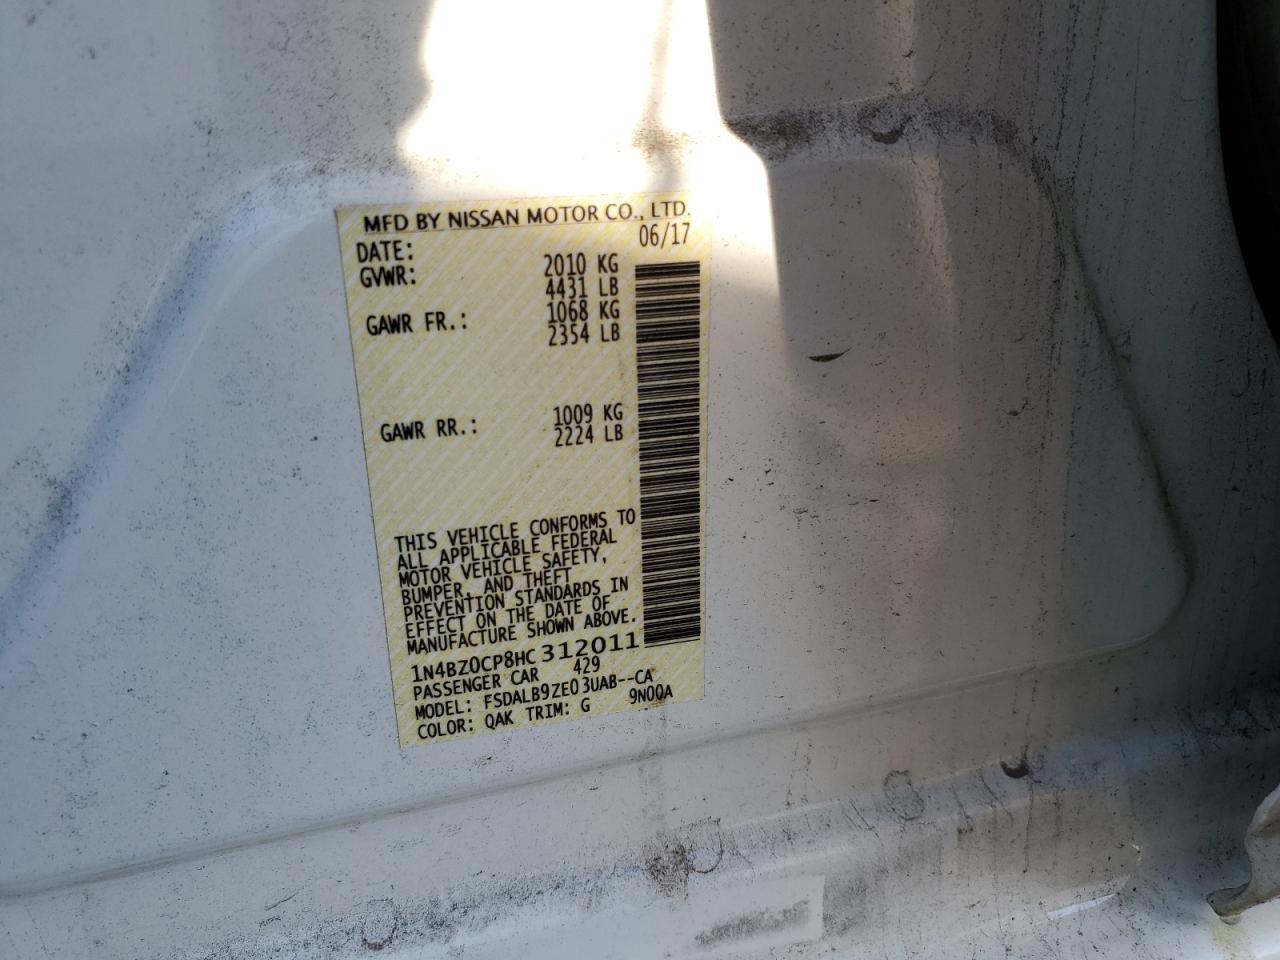 MFD BY NISSAN MOTOR CO., LTD.
DATE: 06/17
GVWR: 2010 KG
4431 LB
GAWR FR.: 1068 KG
2354 LB
GAWR RR.: 1009 KG
2224 LB
THIS VEHICLE CONFORMS TO
ALL APPLICABLE FEDERAL
MOTOR VEHICLE SAFETY,
BUMPER, AND THEFT
PREVENTION STANDARDS IN
EFFECT ON THE DATE OF
MANUFACTURE SHOWN ABOVE.
1N4BZ0CP8HC312011
PASSENGER CAR 429
MODEL: FSDALB9ZE03UAB--CA
COLOR: QAK TRIM: G 9N00A